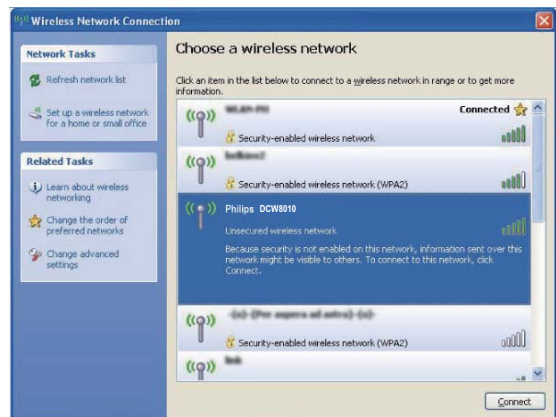 Wireless Network Connection
Network Tasks
Refresh network list
Set up a wireless network
for a home or small office
Related Tasks
Learn about wireless
networking
Change the order of
preferred networks
Change advanced
settings
Choose a wireless network
Click an item in the list below to connect to a wireless network in range or to get more
information.
Connected
Security-enabled wireless network
Security-enabled wireless network (WPA2)
Philips DCW8010
Unsecured wireless network
Because security is not enabled on this network, information sent over this
network might be visible to others. To connect to this network, click
Connect.
Security-enabled wireless network (WPA2)
Connect